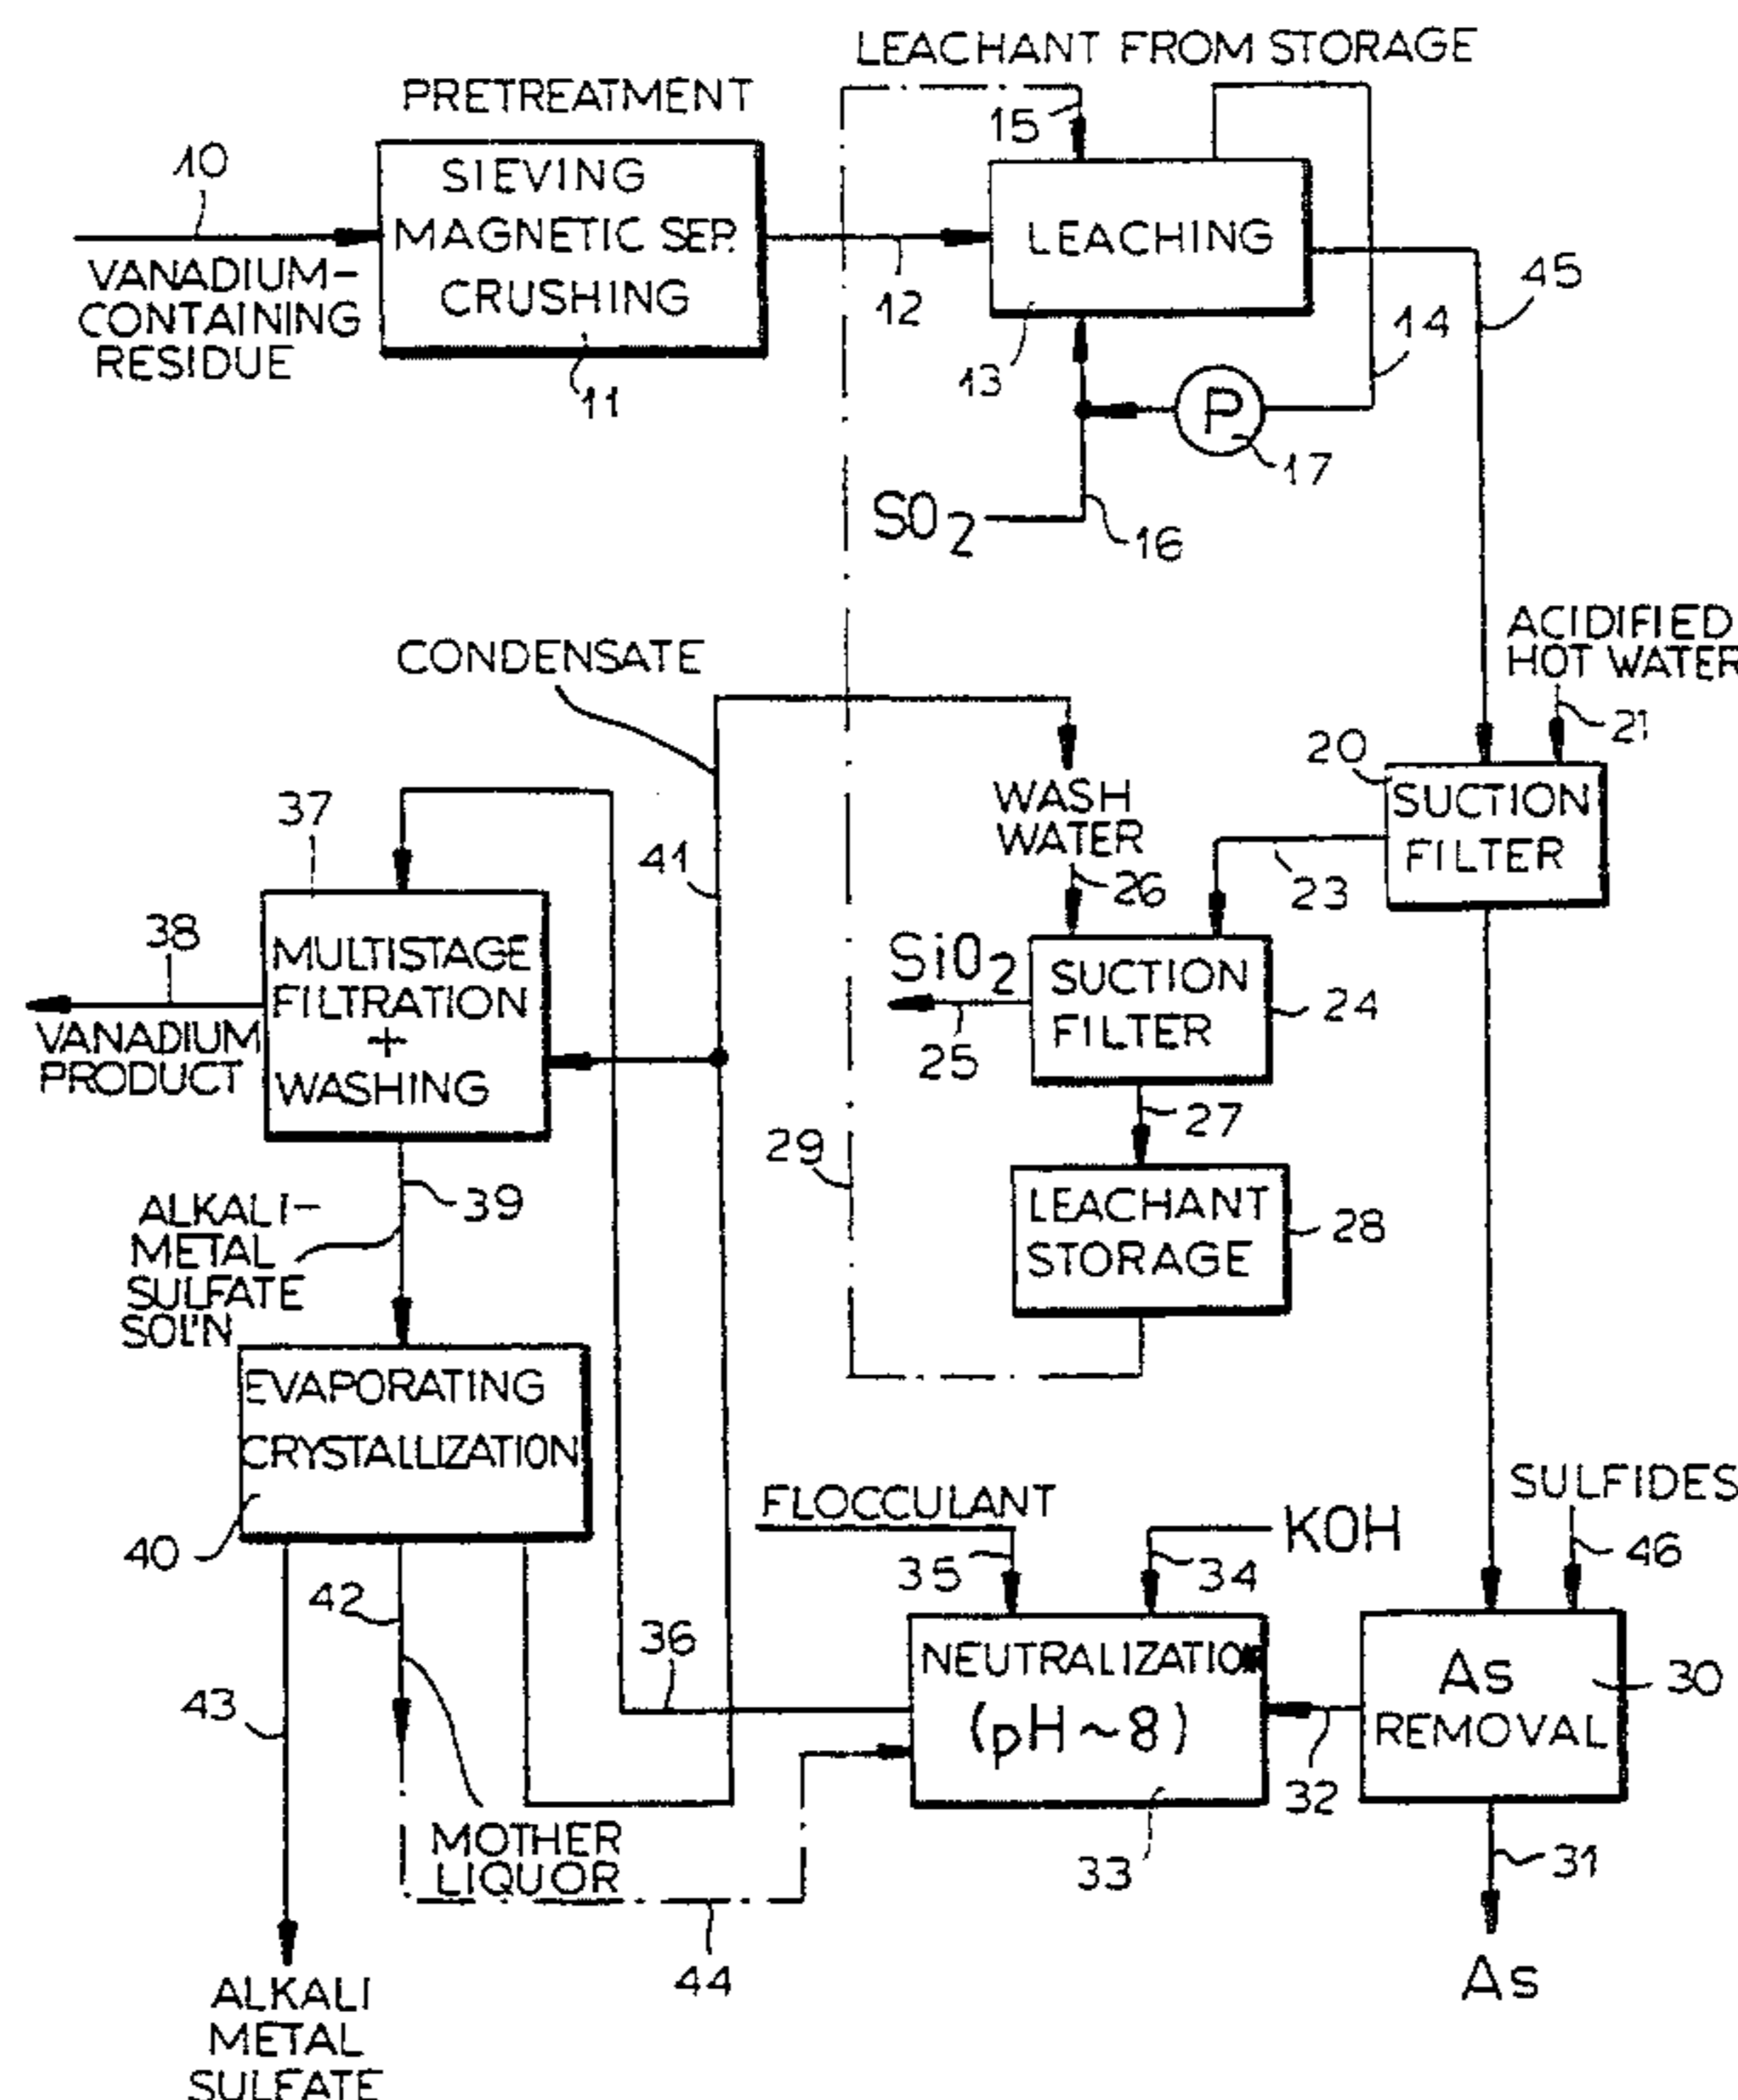 LEACHANT FROM STORAGE
PRETREATMENT
10
SIEVING
MAGNETIC SEP.
CRUSHING
11
VANADIUM-
CONTAINING
RESIDUE
12
15
LEACHING
13
14
45
P
17
SO2
16
ACIDIFIED
HOT WATER
21
20
SUCTION
FILTER
CONDENSATE
WASH
WATER
26
23
37
41
38
VANADIUM
PRODUCT
MULTISTAGE
FILTRATION
+
WASHING
SiO2
25
SUCTION
FILTER
24
27
29
LEACHANT
STORAGE
28
39
ALKALI-
METAL
SULFATE
SOL'N
EVAPORATING
CRYSTALLIZATION
40
FLOCCULANT
35
KOH
34
SULFIDES
46
42
43
36
NEUTRALIZATION
(pH~8)
33
As
REMOVAL
30
32
31
As
MOTHER
LIQUOR
44
ALKALI
METAL
SULFATE